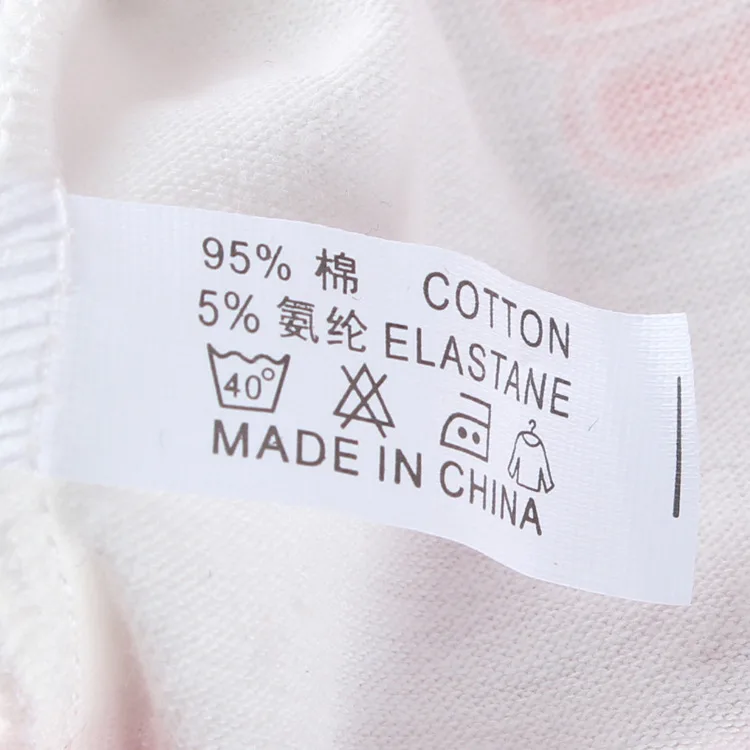 95% 棉 COTTON
5% 氨纶 ELASTANE
40°
MADE IN CHINA